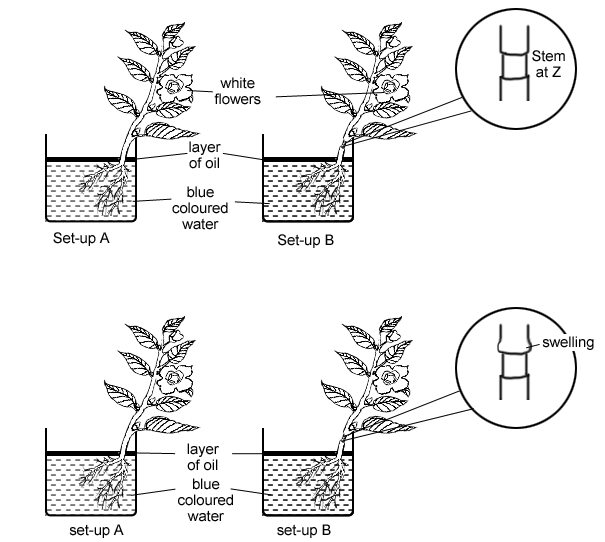 Stem
at Z
white
flowers
layer
of oil
blue
coloured
water
Set-up A
Set-up B
swelling
layer
of oil
blue
coloured
water
set-up A
set-up B